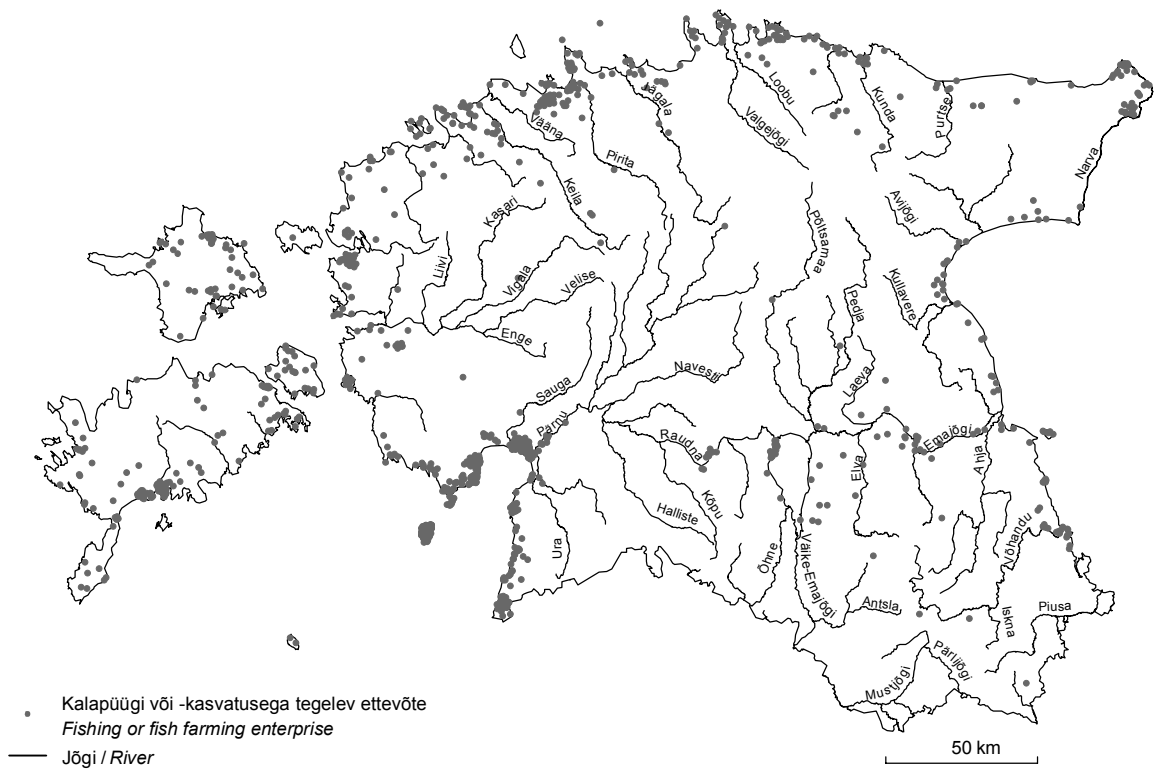 Loobu
Jägala
Kunda
Purtse
Vääna
Valgejõgi
Pirita
Narva
Keila
Avijõgi
Kasari
Põltsamaa
Liivi
Vigala
Velise
Kullavere
Pedja
Enge
Navesti
Sauga
Laeva
Pärnu
Raudna
Emajõgi
Elva
Ahja
Kõpu
Halliste
Võhandu
Ura
Õhne
Väike-Emajõgi
Antsla
Iskna
Piusa
Pärlijõgi
Mustjõgi
Kalapüügi või -kasvatusega tegelev ettevõte
Fishing or fish farming enterprise
Jõgi / River
50 km